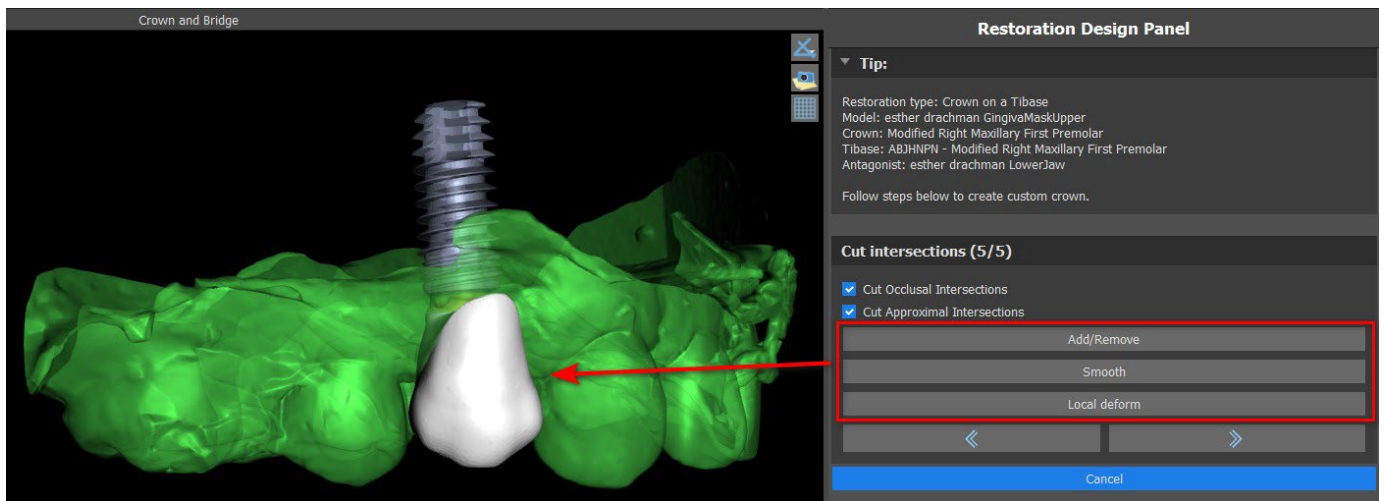 Crown and Bridge
Restoration Design Panel
Tip:
Restoration type: Crown on a Tibase
Model: esther drachman GingivaMaskUpper
Crown: Modified Right Maxillary First Premolar
Tibase: ABJHNPN - Modified Right Maxillary First Premolar
Antagonist: esther drachman LowerJaw
Follow steps below to create custom crown.
Cut intersections (5/5)
Cut Occlusal Intersections
Cut Approximal Intersections
Add/Remove
Smooth
Local deform
Cancel